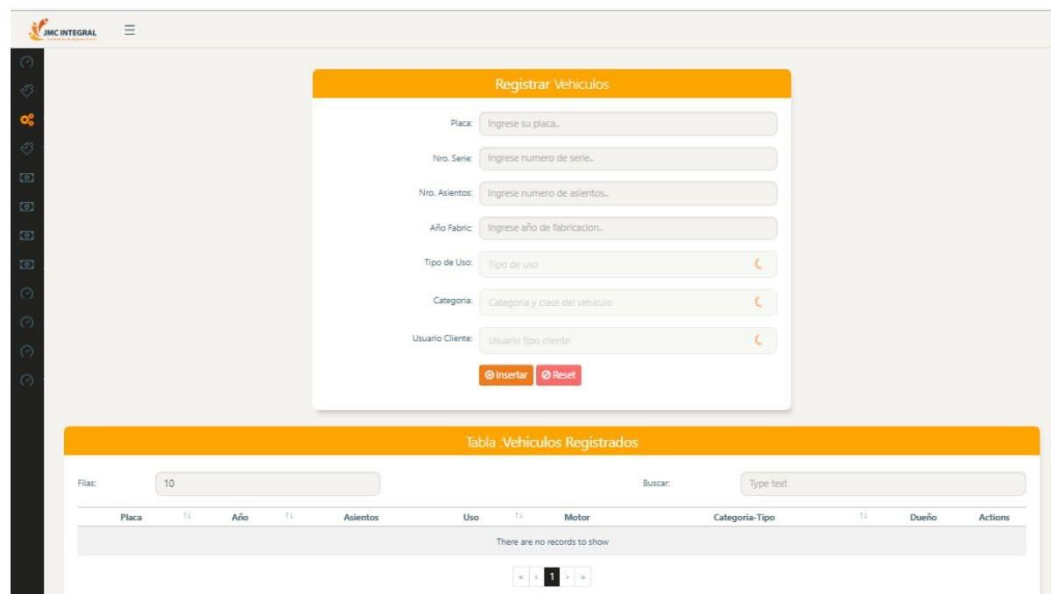 JMC INTEGRAL
Registrar Vehiculos
Placa: Ingrese su placa..
Nro. Serie: Ingrese numero de serie..
Nro. Asientos: Ingrese numero de asientos..
Año Fabric: Ingrese año de fabricacion..
Tipo de Uso: Tipo de uso
Categoria: Categoria y clase del vehiculo
Usuario Cliente: Usuario tipo cliente
Insertar Reset
Tabla :Vehiculos Registrados
Filas: 10 Buscar: Type text
Placa Año Asientos Uso Motor Categoria-Tipo Dueño Actions
There are no records to show
« ‹ 1 › »